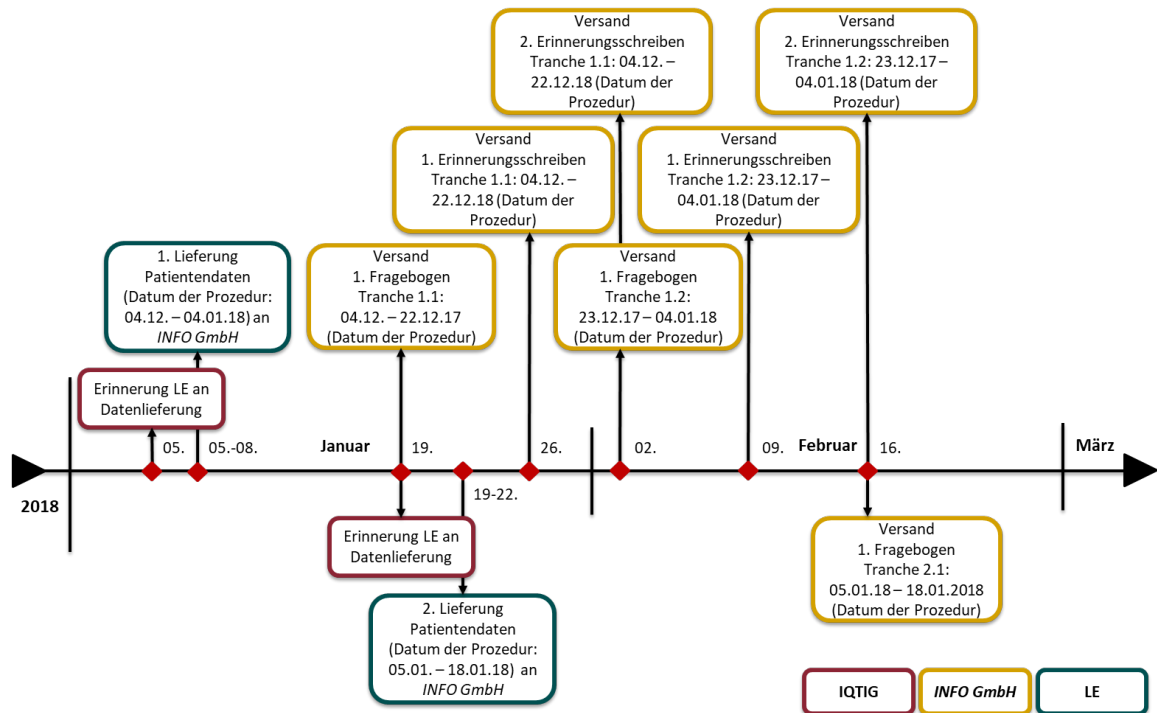 Versand
2. Erinnerungsschreiben
Tranche 1.1: 04.12. –
22.12.18 (Datum der
Prozedur)
Versand
2. Erinnerungsschreiben
Tranche 1.2: 23.12.17 –
04.01.18 (Datum der
Prozedur)
Versand
1. Erinnerungsschreiben
Tranche 1.1: 04.12. –
22.12.18 (Datum der
Prozedur)
Versand
1. Erinnerungsschreiben
Tranche 1.2: 23.12.17 –
04.01.18 (Datum der
Prozedur)
1. Lieferung
Patientendaten
(Datum der Prozedur:
04.12. – 04.01.18) an
INFO GmbH
Versand
1. Fragebogen
Tranche 1.1:
04.12. – 22.12.17
(Datum der Prozedur)
Versand
1. Fragebogen
Tranche 1.2:
23.12.17 – 04.01.18
(Datum der Prozedur)
Erinnerung LE an
Datenlieferung
05.
05.-08.
Januar
19.
26.
02.
09.
Februar
16.
März
2018
19-22.
Erinnerung LE an
Datenlieferung
Versand
1. Fragebogen
Tranche 2.1:
05.01.18 – 18.01.2018
(Datum der Prozedur)
2. Lieferung
Patientendaten
(Datum der Prozedur:
05.01. – 18.01.18) an
INFO GmbH
IQTIG
INFO GmbH
LE